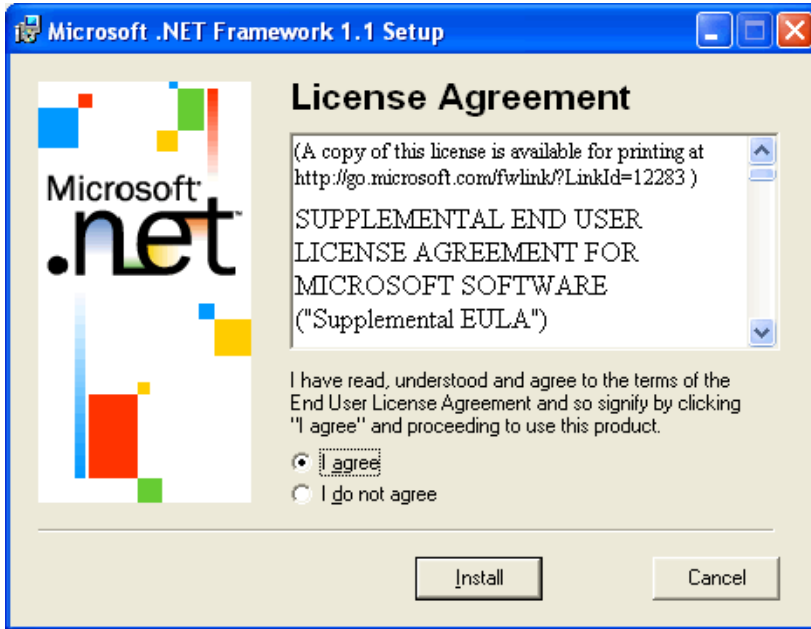 Microsoft .NET Framework 1.1 Setup
License Agreement
(A copy of this license is available for printing at
http://go.microsoft.com/fwlink/?LinkId=12283 )
SUPPLEMENTAL END USER
LICENSE AGREEMENT FOR
MICROSOFT SOFTWARE
("Supplemental EULA")
Microsoft
.net
I have read, understood and agree to the terms of the
End User License Agreement and so signify by clicking
"I agree" and proceeding to use this product.
I agree
I do not agree
Install
Cancel